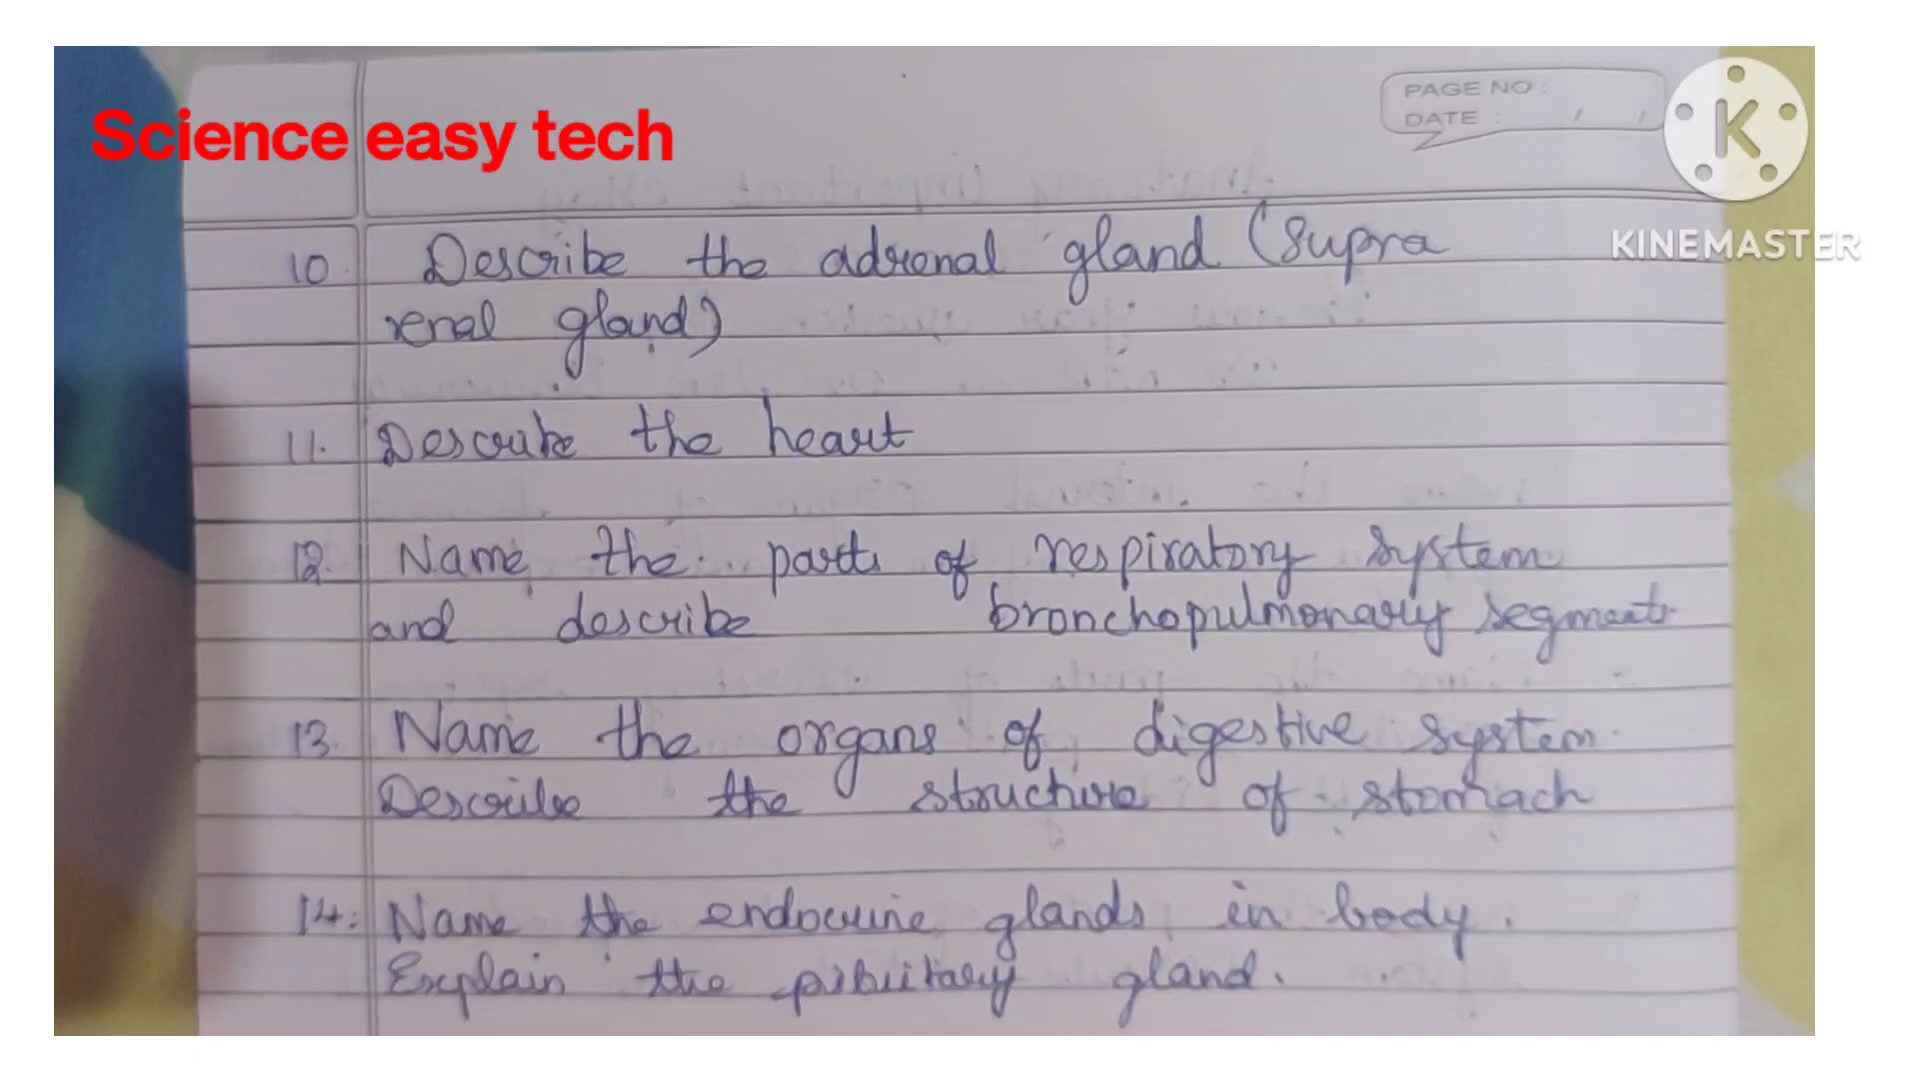 Science easy tech
PAGE NO :
DATE : / /
KINEMASTER
10. Describe the adrenal gland (supra
renal gland)
11. Describe the heart
12. Name the parts of respiratory system
and describe bronchopulmonary segments
13. Name the organs of digestive system.
Describe the structure of stomach
14. Name the endocrine glands in body.
Explain the pituitary gland.